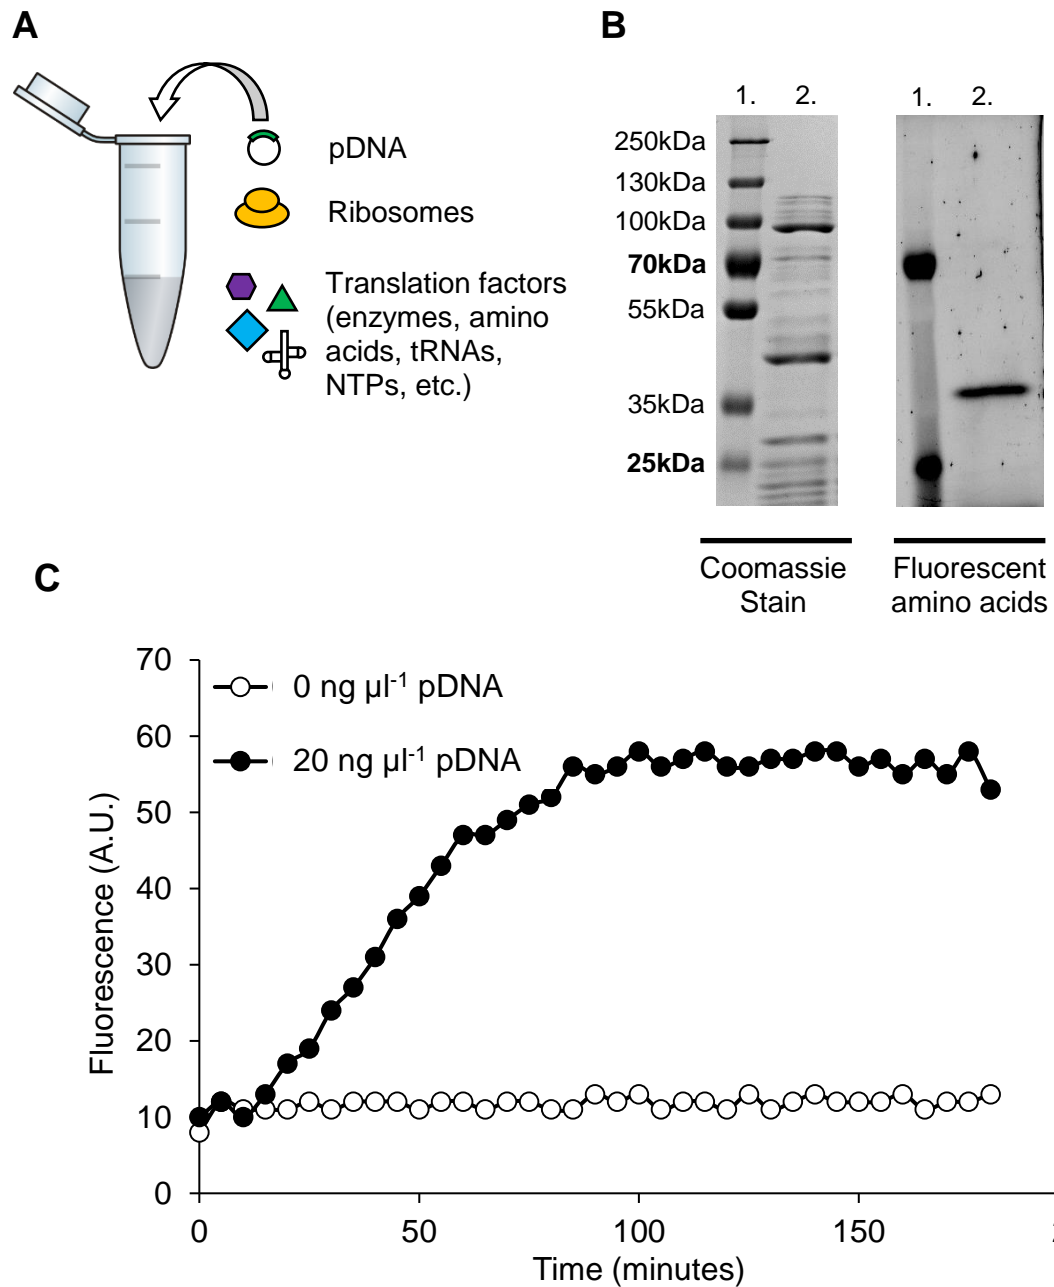 A
pDNA
Ribosomes
Translation factors
(enzymes, amino
acids, tRNAs,
NTPs, etc.)
B
1. 2.
1. 2.
250kDa
130kDa
100kDa
70kDa
55kDa
35kDa
25kDa
Coomassie
Stain
Fluorescent
amino acids
C
Fluorescence (A.U.)
70
60
50
40
30
20
10
0
0 ng µl⁻¹ pDNA
20 ng µl⁻¹ pDNA
0 50 100 150
Time (minutes)